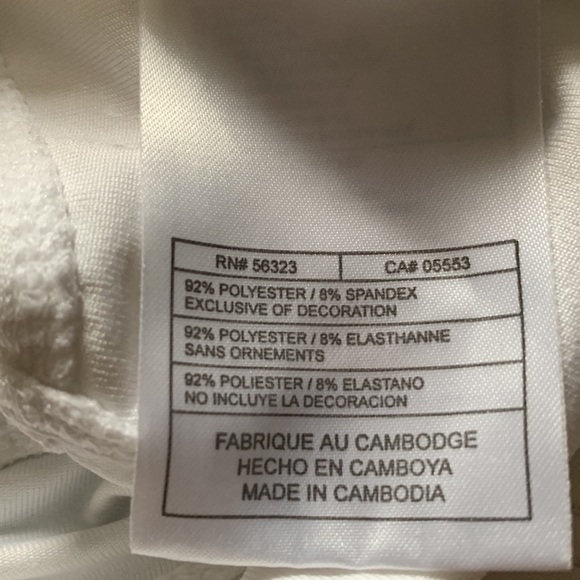 RN# 56323 CA# 05553
92% POLYESTER / 8% SPANDEX
EXCLUSIVE OF DECORATION
92% POLYESTER / 8% ELASTHANNE
SANS ORNEMENTS
92% POLIESTER / 8% ELASTANO
NO INCLUYE LA DECORACION
FABRIQUE AU CAMBODGE
HECHO EN CAMBOYA
MADE IN CAMBODIA